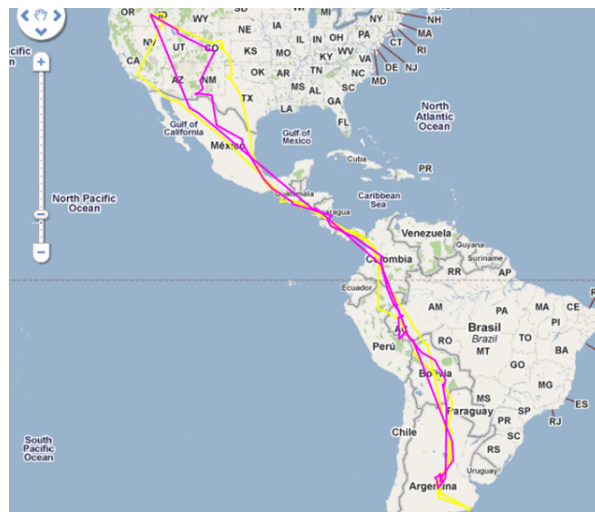 SD
OR
ID
WY
NY
NH
NE
IA
MA
NV
UT
CO
IL
IN
OH
PA
CT
RI
CA
KS
MO
WV
KY
VA
DE
NJ
AZ
NM
OK
AR
TN
NC
MD
MS
AL
SC
TX
GA
LA
FL
North
Atlantic
Ocean
Gulf of
California
Gulf of
Mexico
México
Cuba
PR
North Pacific
Ocean
Guatemala
Nicaragua
Caribbean
Sea
Venezuela
Guyana
Suriname
Colombia
RR
AP
Ecuador
AM
PA
MA
CE
AC
Brasil
Brazil
TO
PI
Perú
RO
MT
BA
GO
Bolivia
MG
MS
ES
Paraguay
SP
PR
RJ
Chile
SC
RS
South
Pacific
Ocean
Uruguay
Argentina